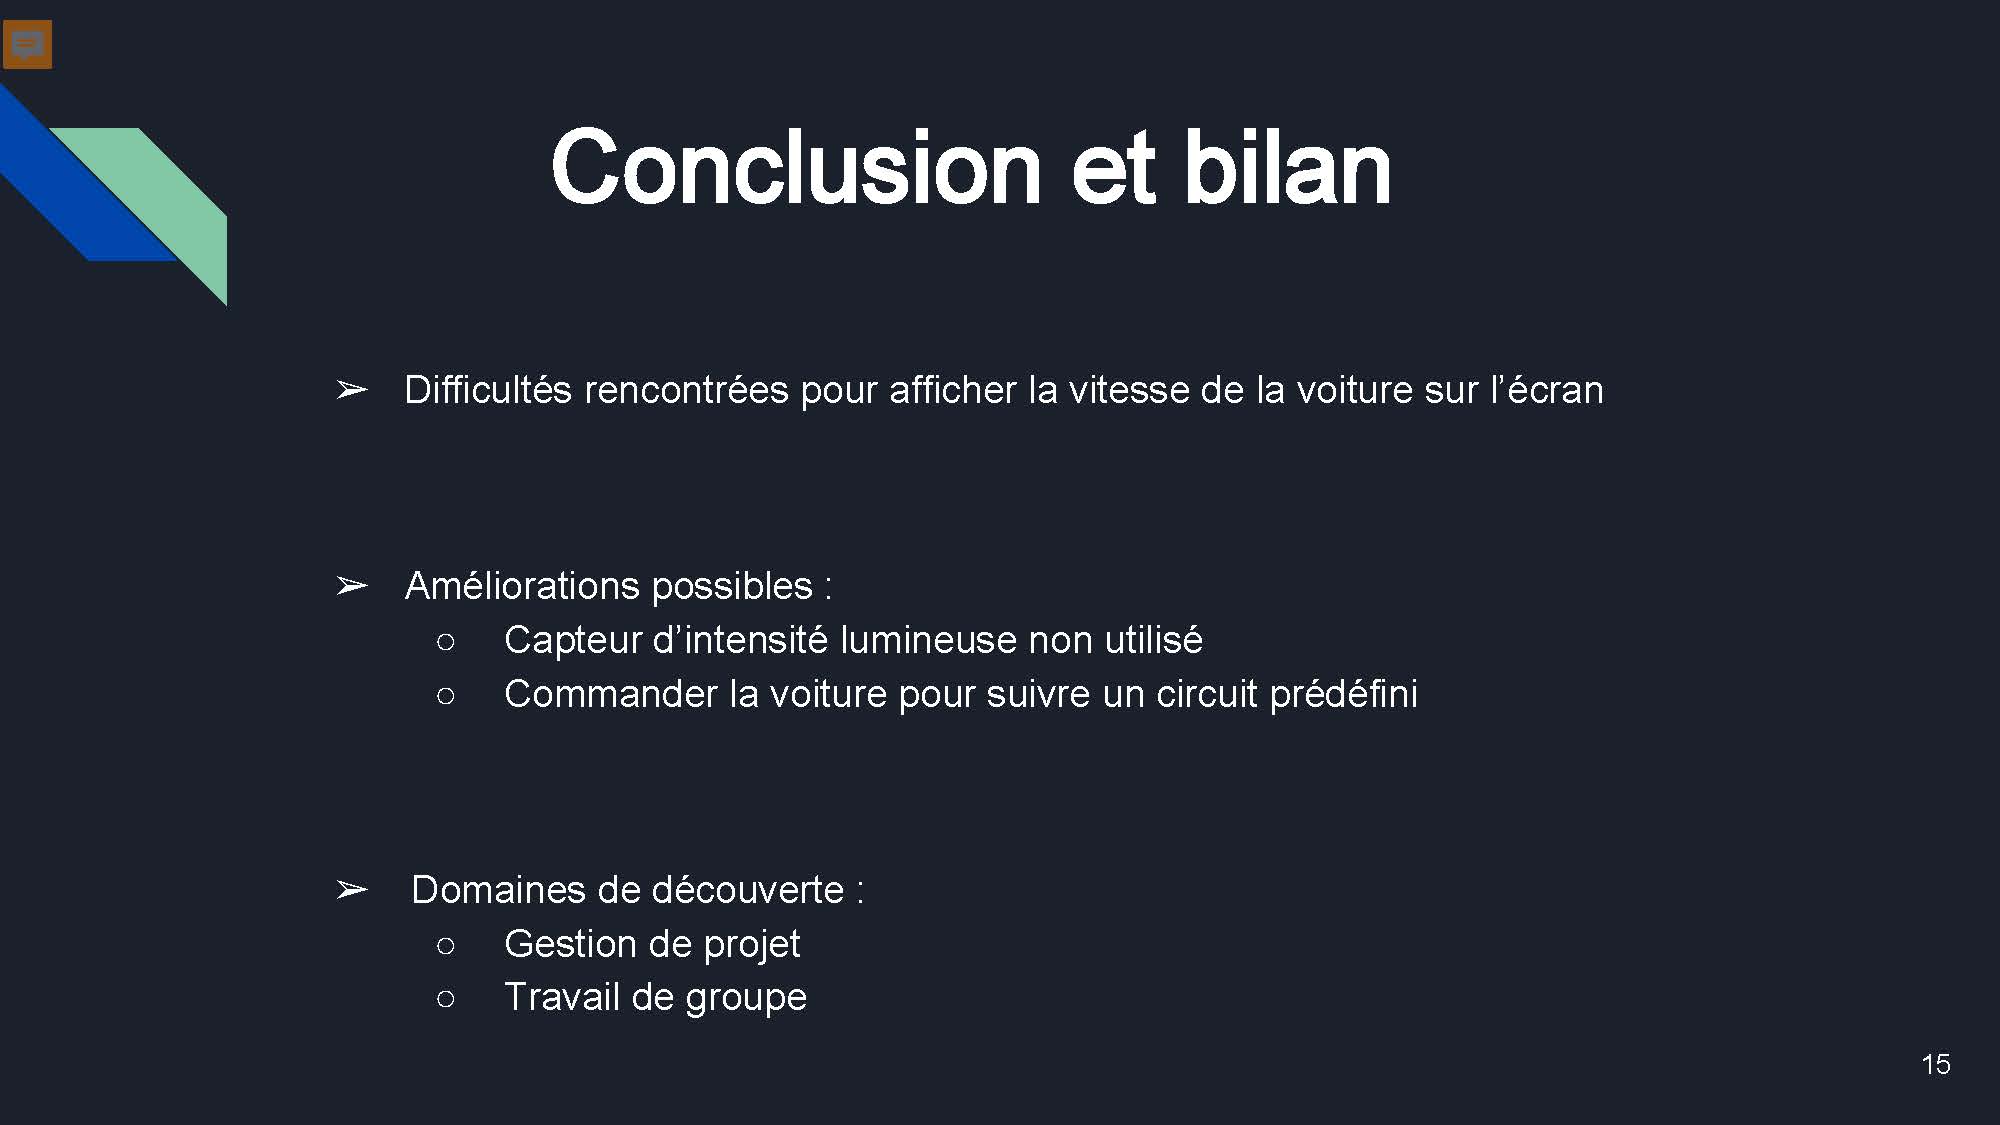 Conclusion et bilan
➢ Difficultés rencontrées pour afficher la vitesse de la voiture sur l’écran
➢ Améliorations possibles :
○ Capteur d’intensité lumineuse non utilisé
○ Commander la voiture pour suivre un circuit prédéfini
➢ Domaines de découverte :
○ Gestion de projet
○ Travail de groupe
15